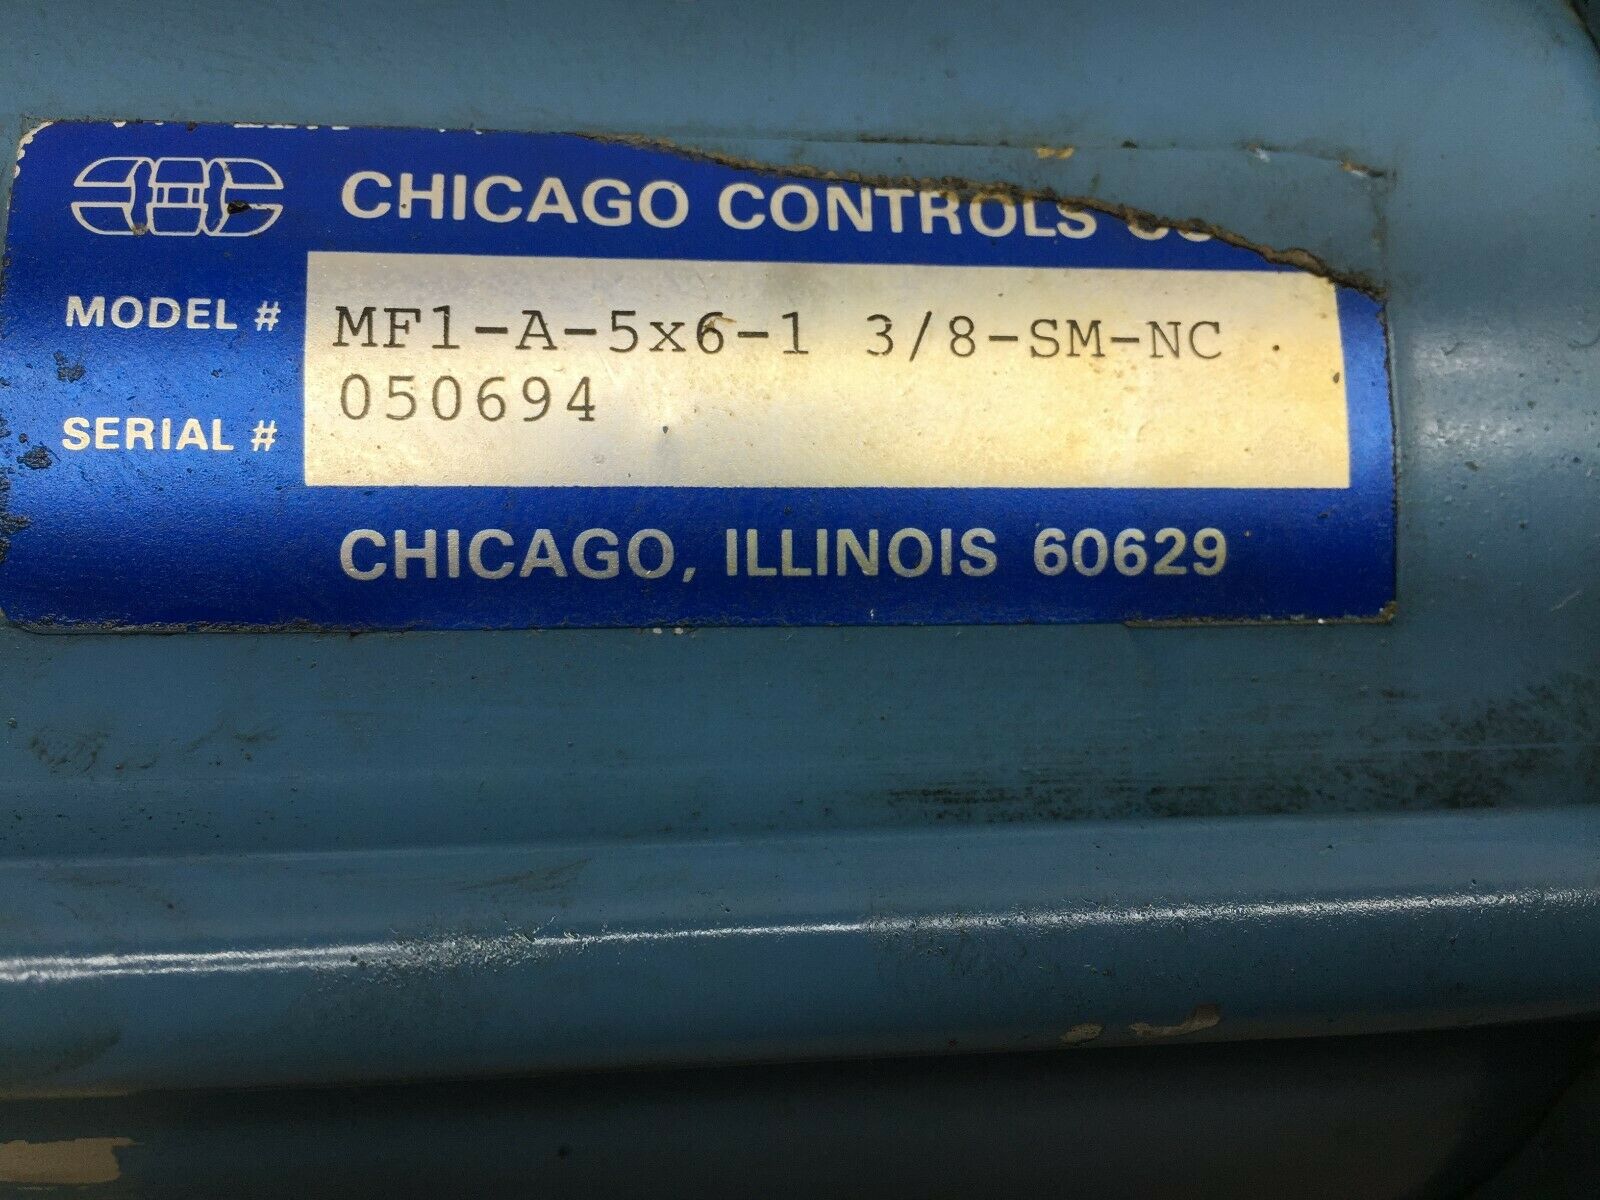 CHICAGO CONTROLS
MODEL # MF1-A-5x6-1 3/8-SM-NC
SERIAL # 050694
CHICAGO, ILLINOIS 60629